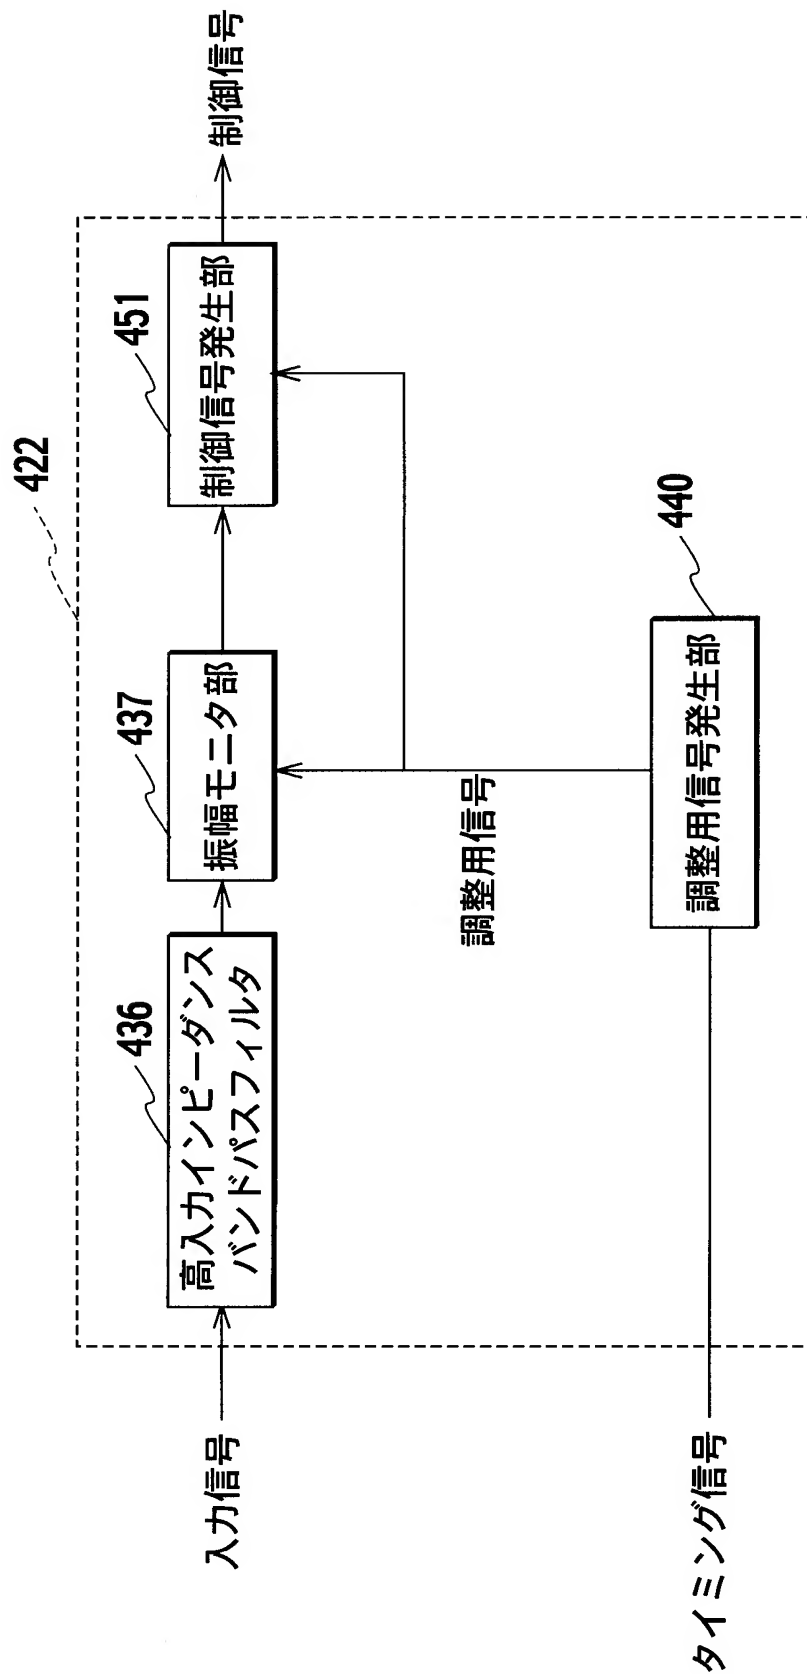 422
入力信号
436
高入力インピーダンス
バンドパスフィルタ
437
振幅モニタ部
451
制御信号発生部
制御信号
調整用信号
タイミング信号
440
調整用信号発生部